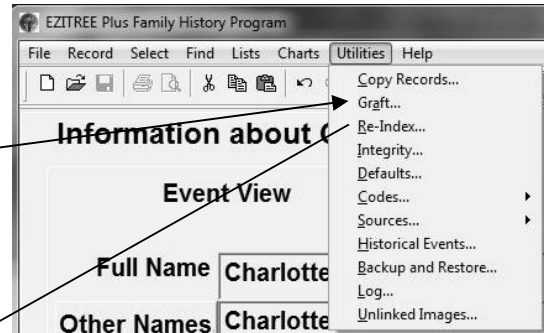 EZITREE Plus Family History Program
File Record Select Find Lists Charts Utilities Help
Copy Records...
Graft...
Re-Index...
Integrity...
Defaults...
Codes...
Sources...
Historical Events...
Backup and Restore...
Log...
Unlinked Images...
Information about
Event View
Full Name Charlotte
Other Names Charlotte